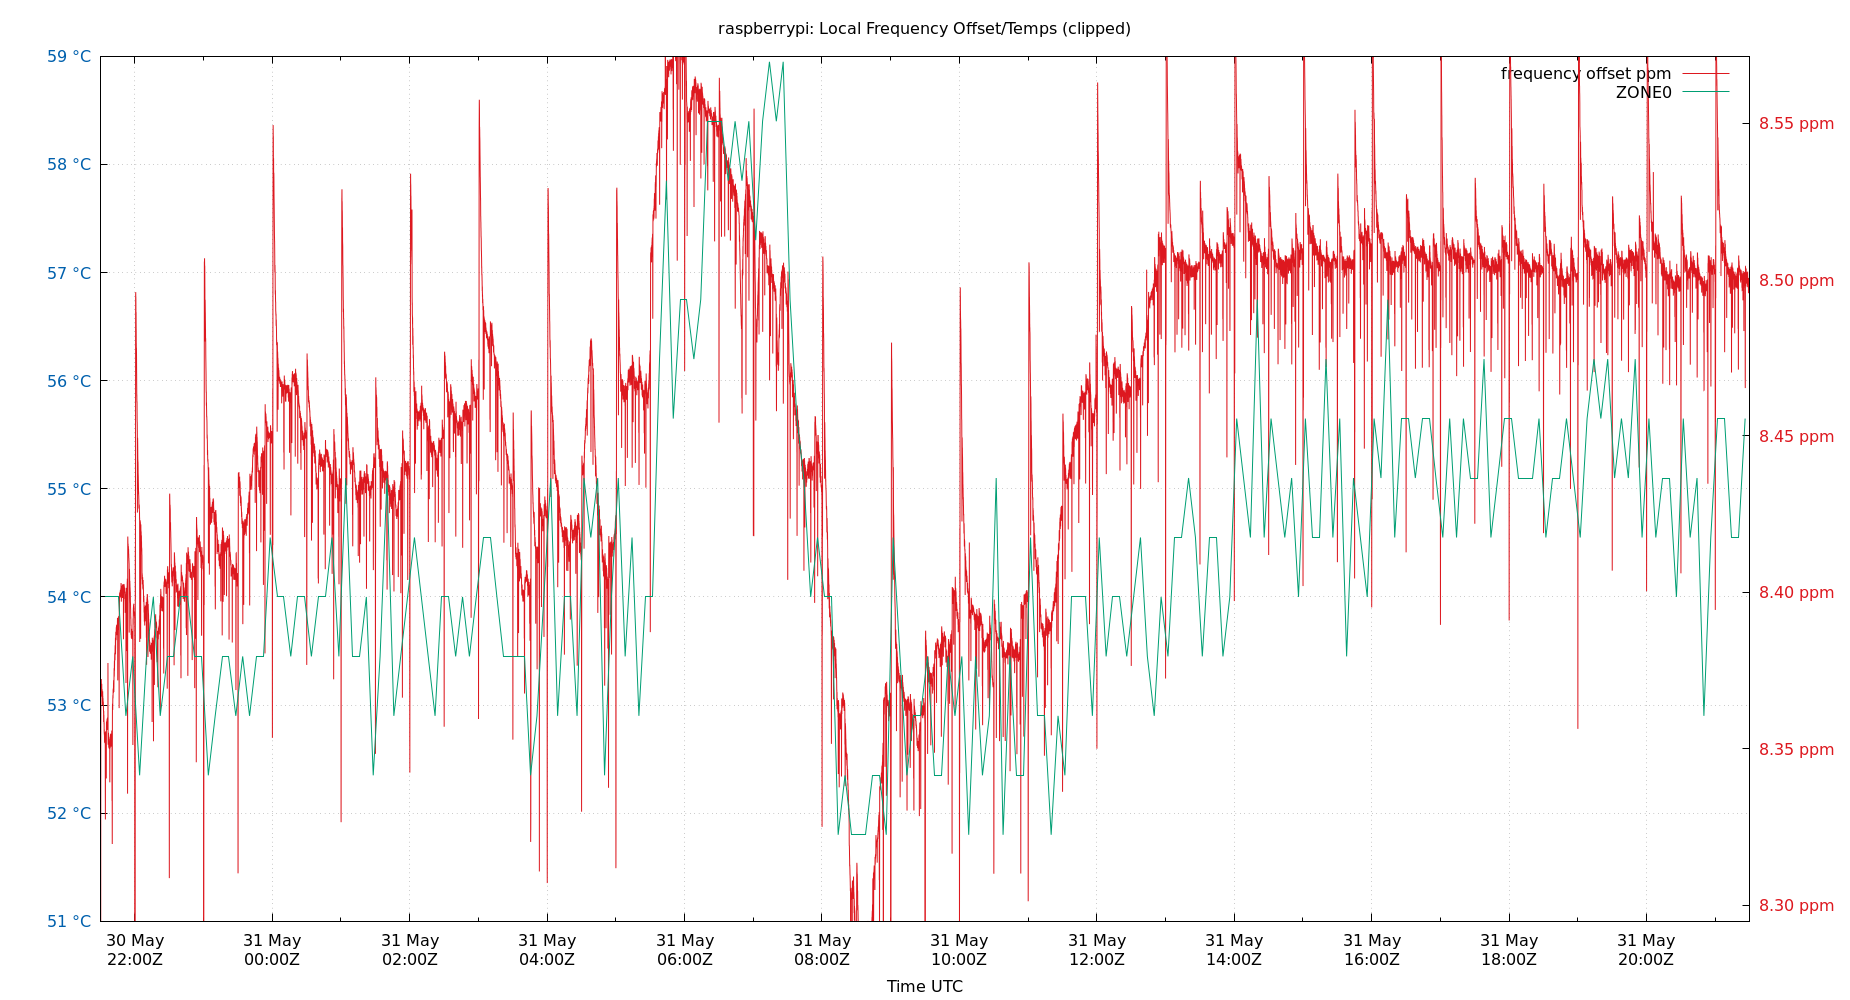 raspberrypi: Local Frequency Offset/Temps (clipped)
59 °C
58 °C
57 °C
56 °C
55 °C
54 °C
53 °C
52 °C
51 °C
frequency offset ppm
ZONE0
8.55 ppm
8.50 ppm
8.45 ppm
8.40 ppm
8.35 ppm
8.30 ppm
30 May
22:00Z
31 May
00:00Z
31 May
02:00Z
31 May
04:00Z
31 May
06:00Z
31 May
08:00Z
31 May
10:00Z
31 May
12:00Z
31 May
14:00Z
31 May
16:00Z
31 May
18:00Z
31 May
20:00Z
Time UTC